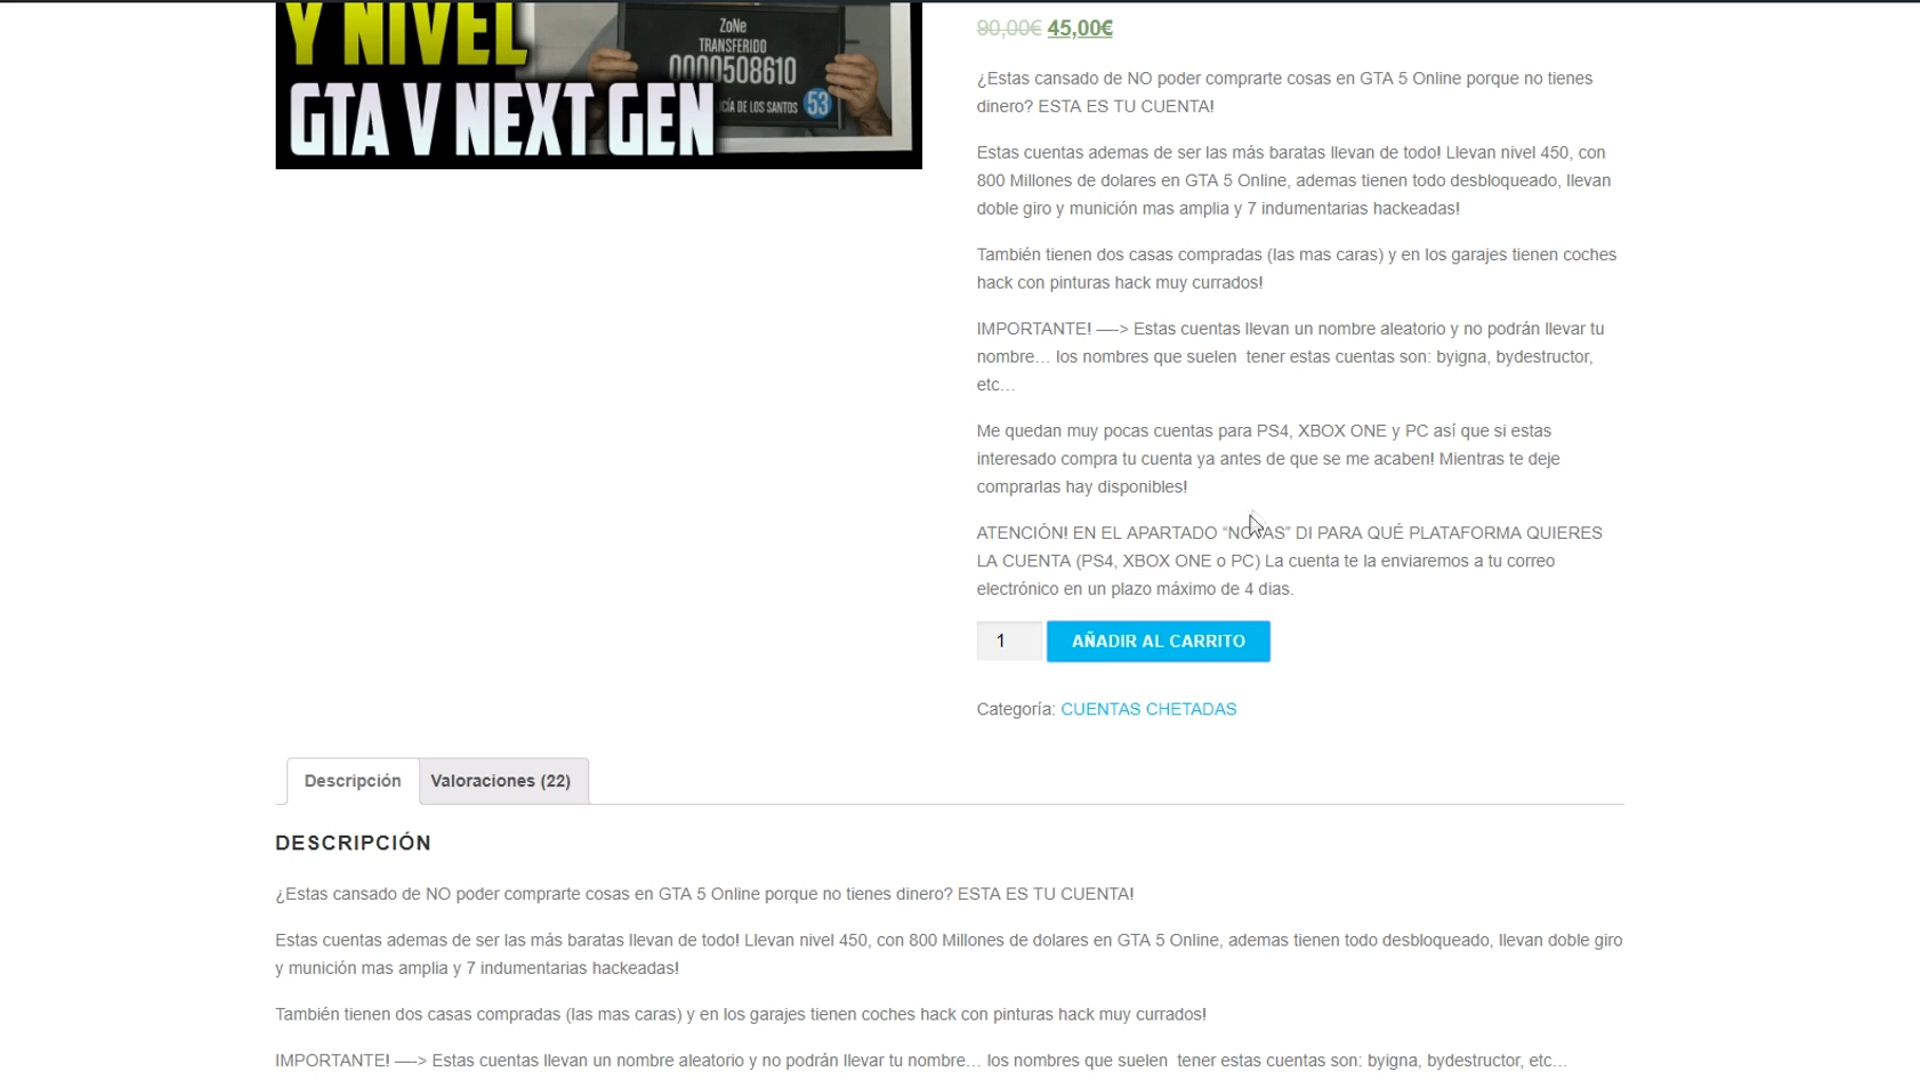 Y NIVEL
GTA V NEXT GEN
ZoNe
TRANSFERIDO
0000508610
ICÍA DE LOS SANTOS 53
90,00€ 45,00€
¿Estas cansado de NO poder comprarte cosas en GTA 5 Online porque no tienes
dinero? ESTA ES TU CUENTA!
Estas cuentas ademas de ser las más baratas llevan de todo! Llevan nivel 450, con
800 Millones de dolares en GTA 5 Online, ademas tienen todo desbloqueado, llevan
doble giro y munición mas amplia y 7 indumentarias hackeadas!
También tienen dos casas compradas (las mas caras) y en los garajes tienen coches
hack con pinturas hack muy currados!
IMPORTANTE! —-> Estas cuentas llevan un nombre aleatorio y no podrán llevar tu
nombre… los nombres que suelen  tener estas cuentas son: byigna, bydestructor,
etc…
Me quedan muy pocas cuentas para PS4, XBOX ONE y PC así que si estas
interesado compra tu cuenta ya antes de que se me acaben! Mientras te deje
comprarlas hay disponibles!
ATENCIÓN! EN EL APARTADO “NOTAS” DI PARA QUÉ PLATAFORMA QUIERES
LA CUENTA (PS4, XBOX ONE o PC) La cuenta te la enviaremos a tu correo
electrónico en un plazo máximo de 4 dias.
1 AÑADIR AL CARRITO
Categoría: CUENTAS CHETADAS
Descripción Valoraciones (22)
DESCRIPCIÓN
¿Estas cansado de NO poder comprarte cosas en GTA 5 Online porque no tienes dinero? ESTA ES TU CUENTA!
Estas cuentas ademas de ser las más baratas llevan de todo! Llevan nivel 450, con 800 Millones de dolares en GTA 5 Online, ademas tienen todo desbloqueado, llevan doble giro
y munición mas amplia y 7 indumentarias hackeadas!
También tienen dos casas compradas (las mas caras) y en los garajes tienen coches hack con pinturas hack muy currados!
IMPORTANTE! —-> Estas cuentas llevan un nombre aleatorio y no podrán llevar tu nombre… los nombres que suelen  tener estas cuentas son: byigna, bydestructor, etc…